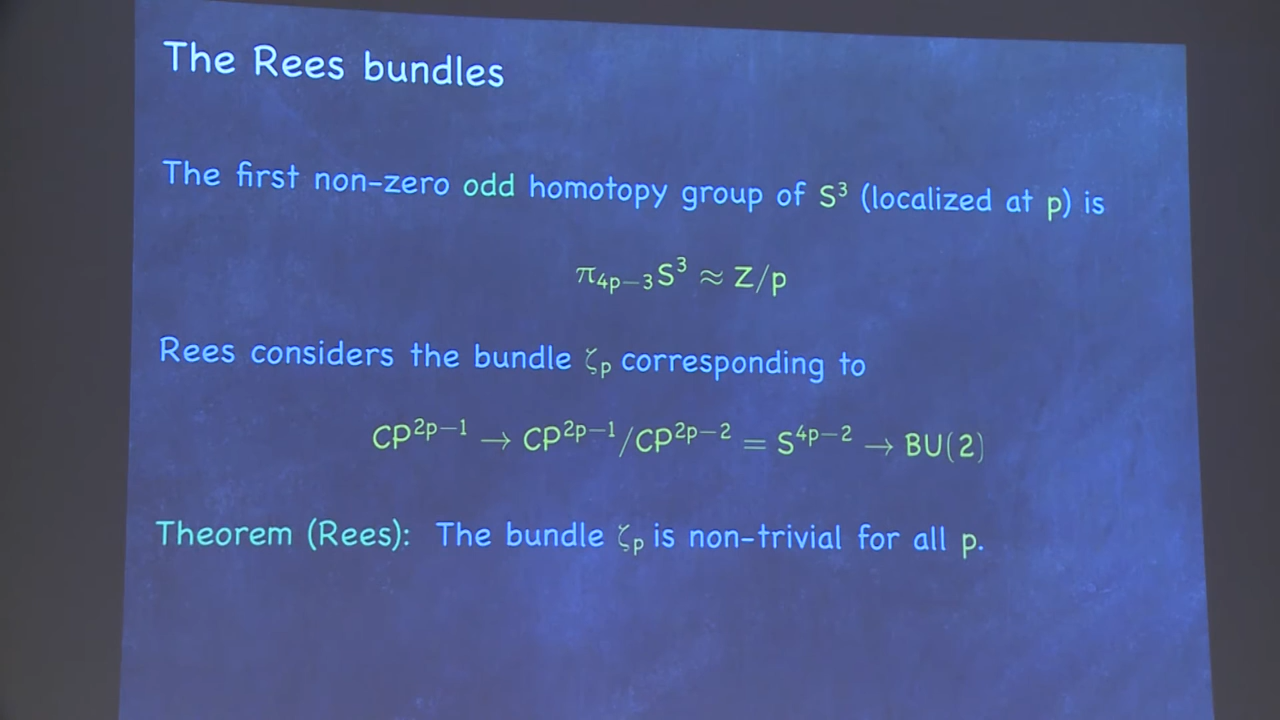 The Rees bundles
The first non-zero odd homotopy group of S³ (localized at p) is
π₄ₚ₋₃S³ ≈ Z/p
Rees considers the bundle ζₚ corresponding to
CP²ᵖ⁻¹ → CP²ᵖ⁻¹/CP²ᵖ⁻² = S⁴ᵖ⁻² → BU(2)
Theorem (Rees): The bundle ζₚ is non-trivial for all p.